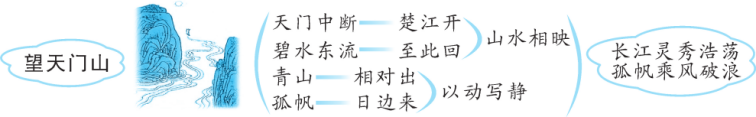 望天门山
天门中断 楚江开
碧水东流 至此回
山水相映
青山 相对出
孤帆 日边来
以动写静
长江灵秀浩荡
孤帆乘风破浪